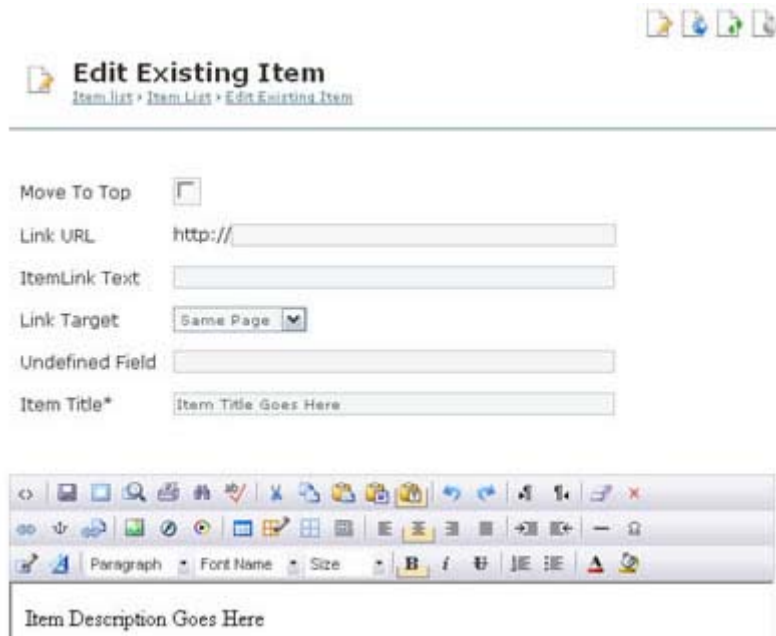 Edit Existing Item
Item list > Item List > Edit Existing Item
Move To Top
Link URL http://
ItemLink Text
Link Target Same Page
Undefined Field
Item Title* Item Title Goes Here
Paragraph Font Name Size B i U A
Item Description Goes Here